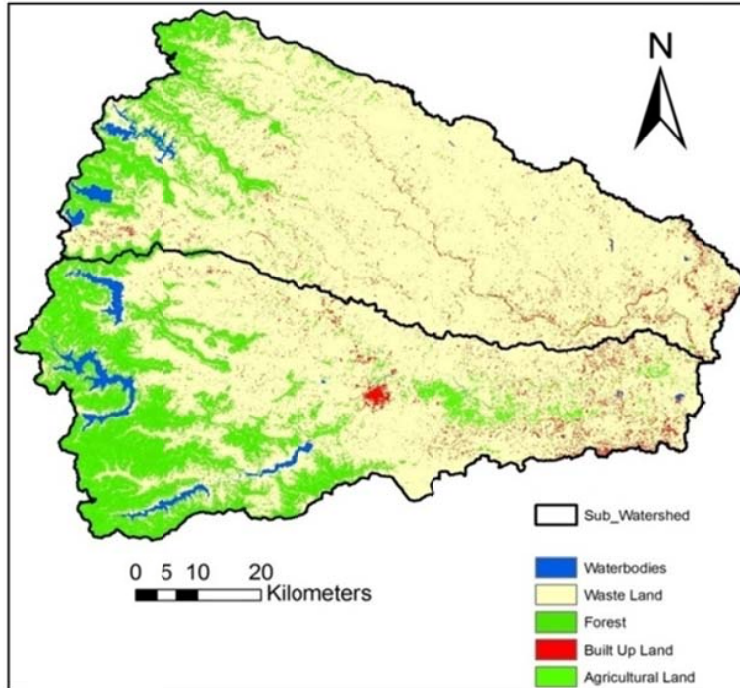 N
0 5 10 20
Kilometers
Sub_Watershed
Waterbodies
Waste Land
Forest
Built Up Land
Agricultural Land